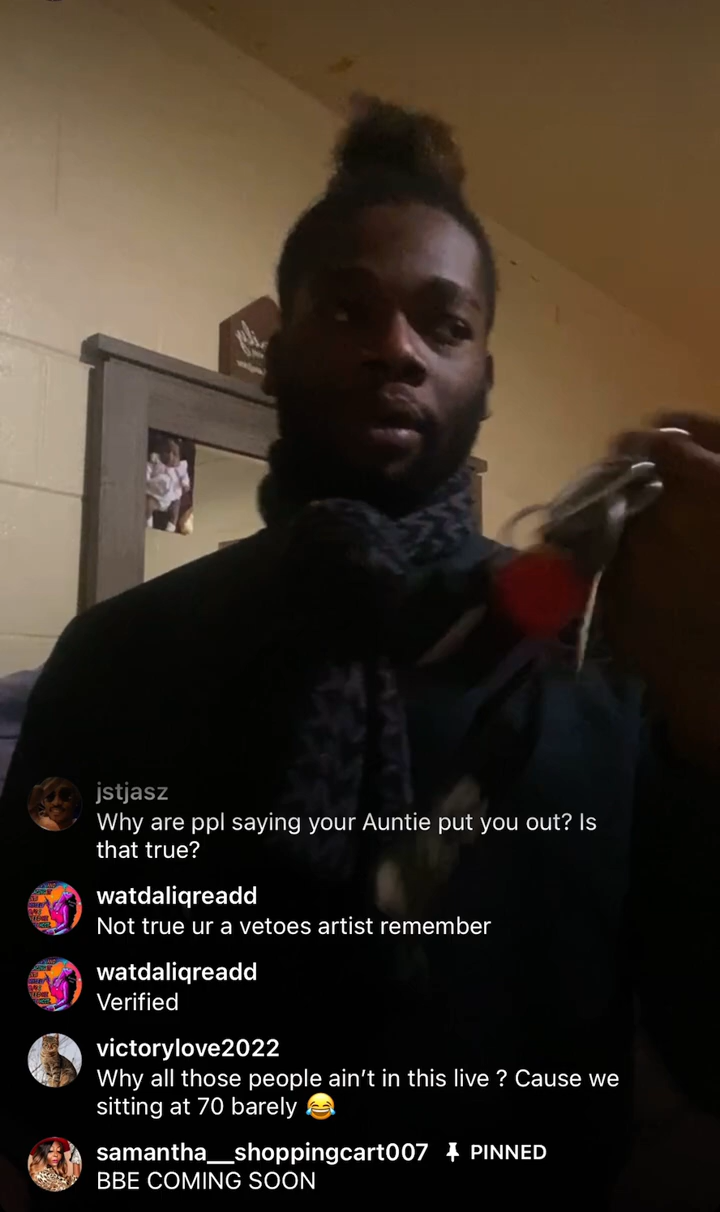 jstjasz
Why are ppl saying your Auntie put you out? Is
that true?
watdaliqreadd
Not true ur a vetoes artist remember
watdaliqreadd
Verified
victorylove2022
Why all those people ain't in this live ? Cause we
sitting at 70 barely 😂
samantha__shoppingcart007 PINNED
BBE COMING SOON